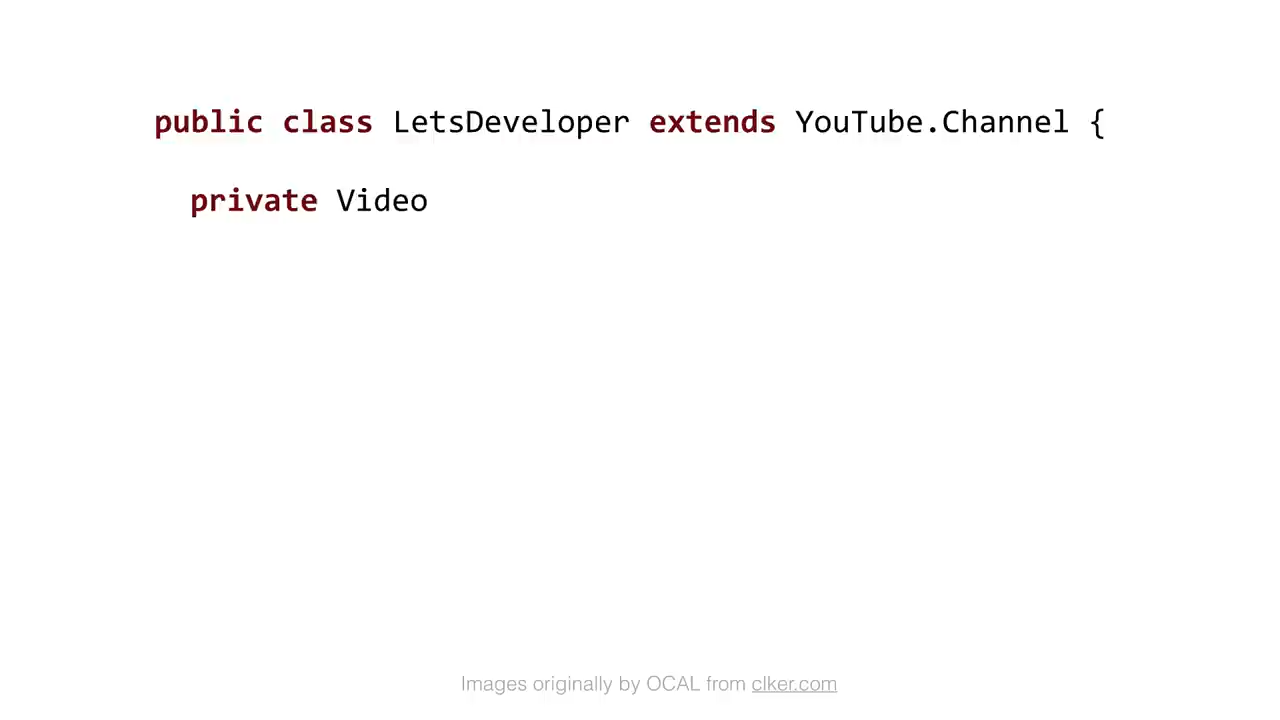 public class LetsDeveloper extends YouTube.Channel {
private Video
Images originally by OCAL from clker.com